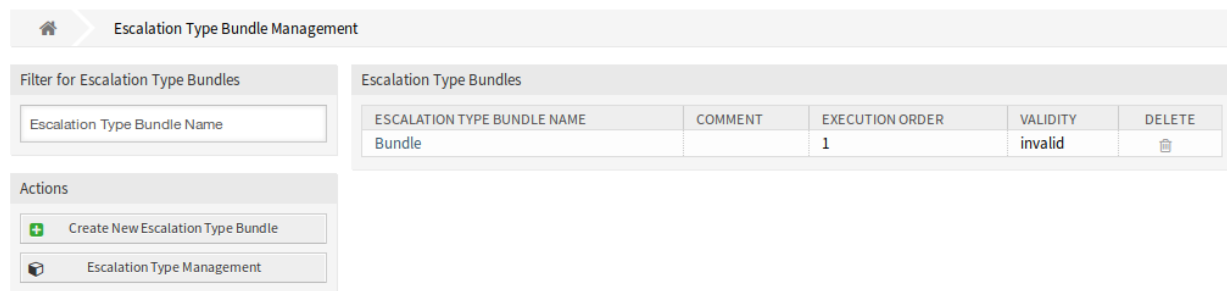 Escalation Type Bundle Management
Filter for Escalation Type Bundles
Escalation Type Bundle Name
Actions
Create New Escalation Type Bundle
Escalation Type Management
Escalation Type Bundles
ESCALATION TYPE BUNDLE NAME COMMENT EXECUTION ORDER VALIDITY DELETE
Bundle 1 invalid